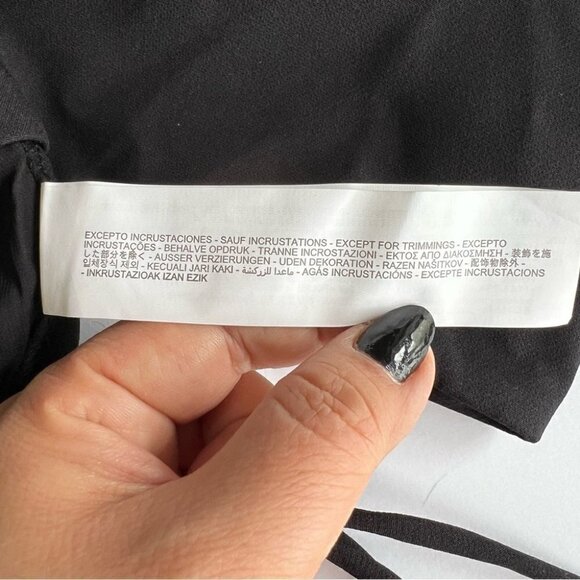 EXCEPTO INCRUSTACIONES - SAUF INCRUSTATIONS - EXCEPT FOR TRIMMINGS - EXCEPTO
INCRUSTAÇÕES - BEHALVE OPDRUK - TRANNE INCROSTAZIONI - ΕΚΤΟΣ ΑΠΟ ΔΙΑΚΟΣΜΗΣΗ - 装飾を施
した部分を除く - AUSSER VERZIERUNGEN - UDEN DEKORATION - RAZEN NAŠITKOV - 配饰物除外 -
입체장식 제외 - KECUALI JARI KAKI - ماعدا للزركشة - AGÁS INCRUSTACIÓNS - EXCEPTE INCRUSTACIONS
- INKRUSTAZIOAK IZAN EZIK